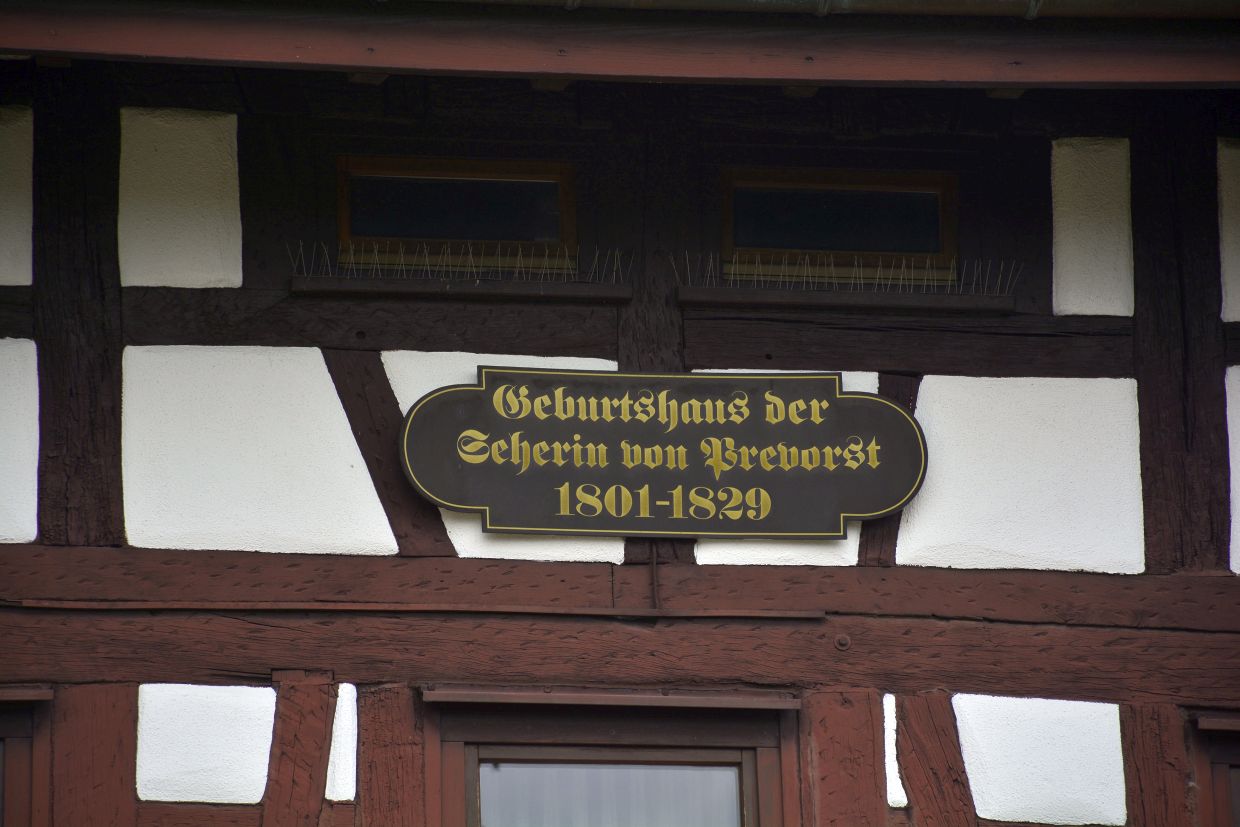 Geburtshaus der
Seherin von Prevorst
1801-1829